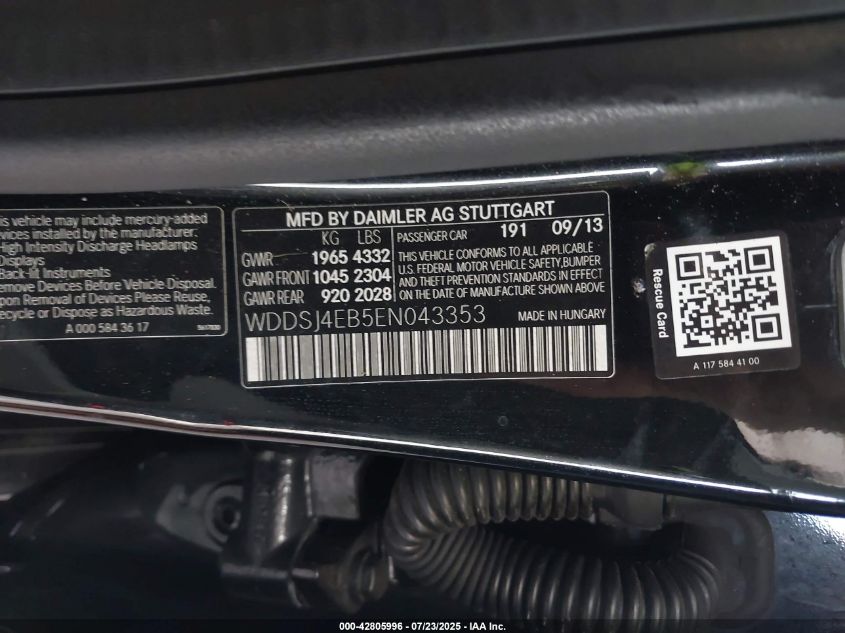 his vehicle may include mercury-added
evices installed by the manufacturer:
High Intensity Discharge Headlamps
Displays
Back-lit Instruments
emove Devices Before Vehicle Disposal.
pon Removal of Devices Please Reuse,
ecycle or Dispose as Hazardous Waste.
A 000 584 36 17
MFD BY DAIMLER AG STUTTGART
KG LBS
GVWR 1965 4332
GAWR FRONT 1045 2304
GAWR REAR 920 2028
PASSENGER CAR 191 09/13
THIS VEHICLE CONFORMS TO ALL APPLICABLE
U.S. FEDERAL MOTOR VEHICLE SAFETY, BUMPER
AND THEFT PREVENTION STANDARDS IN EFFECT
ON THE DATE OF MANUFACTURE SHOWN ABOVE.
WDDSJ4EB5EN043353 MADE IN HUNGARY
Rescue Card
A 117 584 41 00
000-42805996 - 07/23/2025 - IAA Inc.